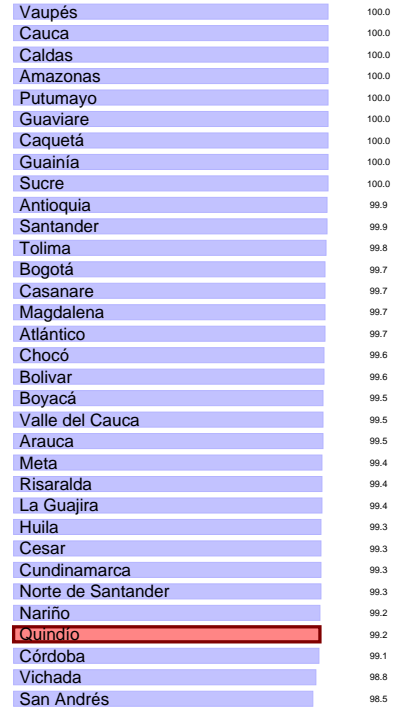 Vaupés 100.0
Cauca 100.0
Caldas 100.0
Amazonas 100.0
Putumayo 100.0
Guaviare 100.0
Caquetá 100.0
Guainía 100.0
Sucre 100.0
Antioquia 99.9
Santander 99.9
Tolima 99.8
Bogotá 99.7
Casanare 99.7
Magdalena 99.7
Atlántico 99.7
Chocó 99.6
Bolivar 99.6
Boyacá 99.5
Valle del Cauca 99.5
Arauca 99.5
Meta 99.4
Risaralda 99.4
La Guajira 99.4
Huila 99.3
Cesar 99.3
Cundinamarca 99.3
Norte de Santander 99.3
Nariño 99.2
Quindío 99.2
Córdoba 99.1
Vichada 98.8
San Andrés 98.5